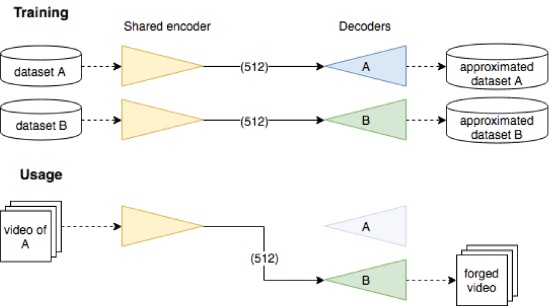 Training
Shared encoder
Decoders
dataset A
(512)
A
approximated
dataset A
dataset B
(512)
B
approximated
dataset B
Usage
video of
A
A
(512)
B
forged
video